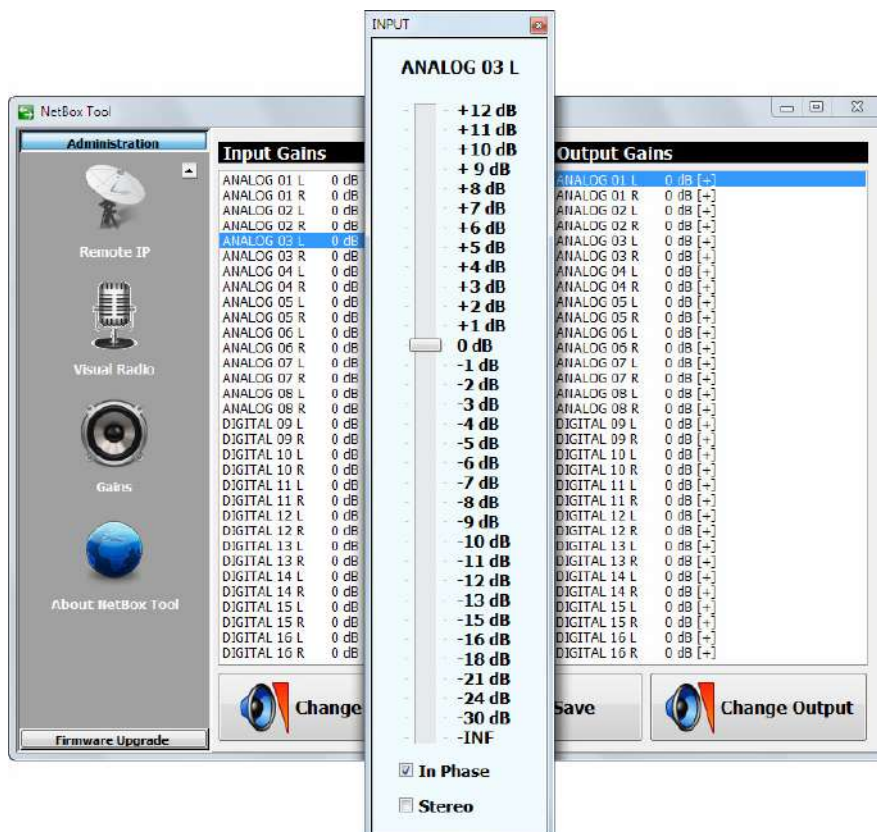 INPUT
ANALOG 03 L
+12 dB
+11 dB
+10 dB
+ 9 dB
+8 dB
+7 dB
+6 dB
+5 dB
+4 dB
+3 dB
+2 dB
+1 dB
0 dB
-1 dB
-2 dB
-3 dB
-4 dB
-5 dB
-6 dB
-7 dB
-8 dB
-9 dB
-10 dB
-11 dB
-12 dB
-13 dB
-15 dB
-16 dB
-18 dB
-21 dB
-24 dB
-30 dB
-INF
In Phase
Stereo
NetBox Tool
Administration
Remote IP
Visual Radio
Gains
About NetBox Tool
Firmware Upgrade
Input Gains
ANALOG 01 L 0 dB
ANALOG 01 R 0 dB
ANALOG 02 L 0 dB
ANALOG 02 R 0 dB
ANALOG 03 L 0 dB
ANALOG 03 R 0 dB
ANALOG 04 L 0 dB
ANALOG 04 R 0 dB
ANALOG 05 L 0 dB
ANALOG 05 R 0 dB
ANALOG 06 L 0 dB
ANALOG 06 R 0 dB
ANALOG 07 L 0 dB
ANALOG 07 R 0 dB
ANALOG 08 L 0 dB
ANALOG 08 R 0 dB
DIGITAL 09 L 0 dB
DIGITAL 09 R 0 dB
DIGITAL 10 L 0 dB
DIGITAL 10 R 0 dB
DIGITAL 11 L 0 dB
DIGITAL 11 R 0 dB
DIGITAL 12 L 0 dB
DIGITAL 12 R 0 dB
DIGITAL 13 L 0 dB
DIGITAL 13 R 0 dB
DIGITAL 14 L 0 dB
DIGITAL 14 R 0 dB
DIGITAL 15 L 0 dB
DIGITAL 15 R 0 dB
DIGITAL 16 L 0 dB
DIGITAL 16 R 0 dB
Change
Output Gains
ANALOG 01 L 0 dB [+]
ANALOG 01 R 0 dB [+]
ANALOG 02 L 0 dB [+]
ANALOG 02 R 0 dB [+]
ANALOG 03 L 0 dB [+]
ANALOG 03 R 0 dB [+]
ANALOG 04 L 0 dB [+]
ANALOG 04 R 0 dB [+]
ANALOG 05 L 0 dB [+]
ANALOG 05 R 0 dB [+]
ANALOG 06 L 0 dB [+]
ANALOG 06 R 0 dB [+]
ANALOG 07 L 0 dB [+]
ANALOG 07 R 0 dB [+]
ANALOG 08 L 0 dB [+]
ANALOG 08 R 0 dB [+]
DIGITAL 09 L 0 dB [+]
DIGITAL 09 R 0 dB [+]
DIGITAL 10 L 0 dB [+]
DIGITAL 10 R 0 dB [+]
DIGITAL 11 L 0 dB [+]
DIGITAL 11 R 0 dB [+]
DIGITAL 12 L 0 dB [+]
DIGITAL 12 R 0 dB [+]
DIGITAL 13 L 0 dB [+]
DIGITAL 13 R 0 dB [+]
DIGITAL 14 L 0 dB [+]
DIGITAL 14 R 0 dB [+]
DIGITAL 15 L 0 dB [+]
DIGITAL 15 R 0 dB [+]
DIGITAL 16 L 0 dB [+]
DIGITAL 16 R 0 dB [+]
Save
Change Output